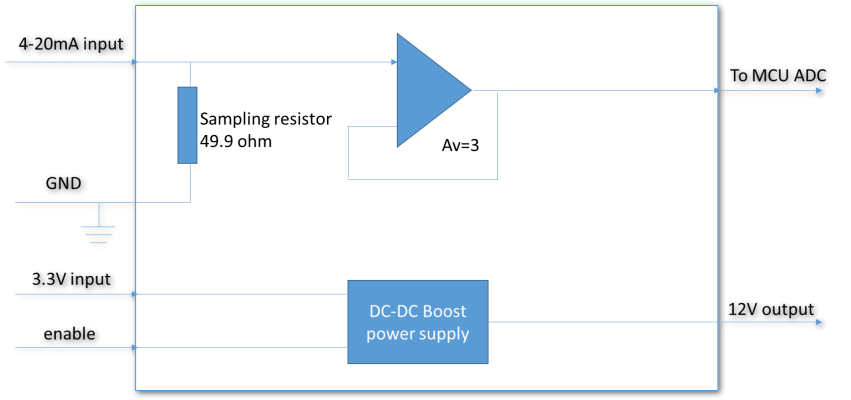 4-20mA input
To MCU ADC
Sampling resistor
49.9 ohm
Av=3
GND
3.3V input
DC-DC Boost
power supply
12V output
enable